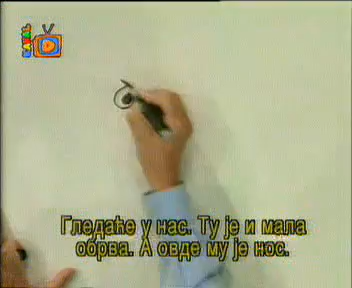 Гледаће у нас. Ту је и мала
обрва. А овде му је нос.